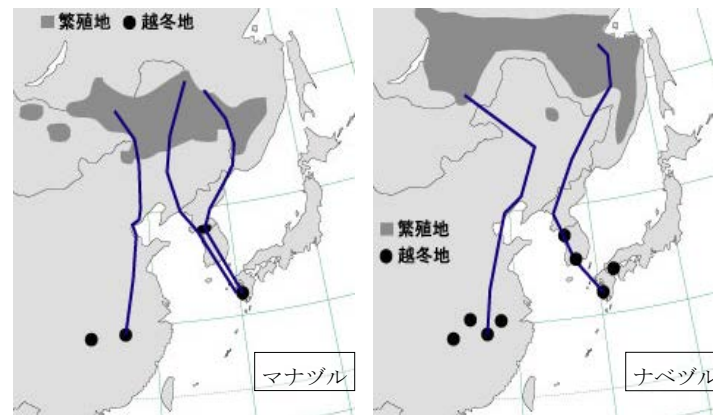 ■ 繁殖地 ● 越冬地
マナヅル
■ 繁殖地
● 越冬地
ナベヅル